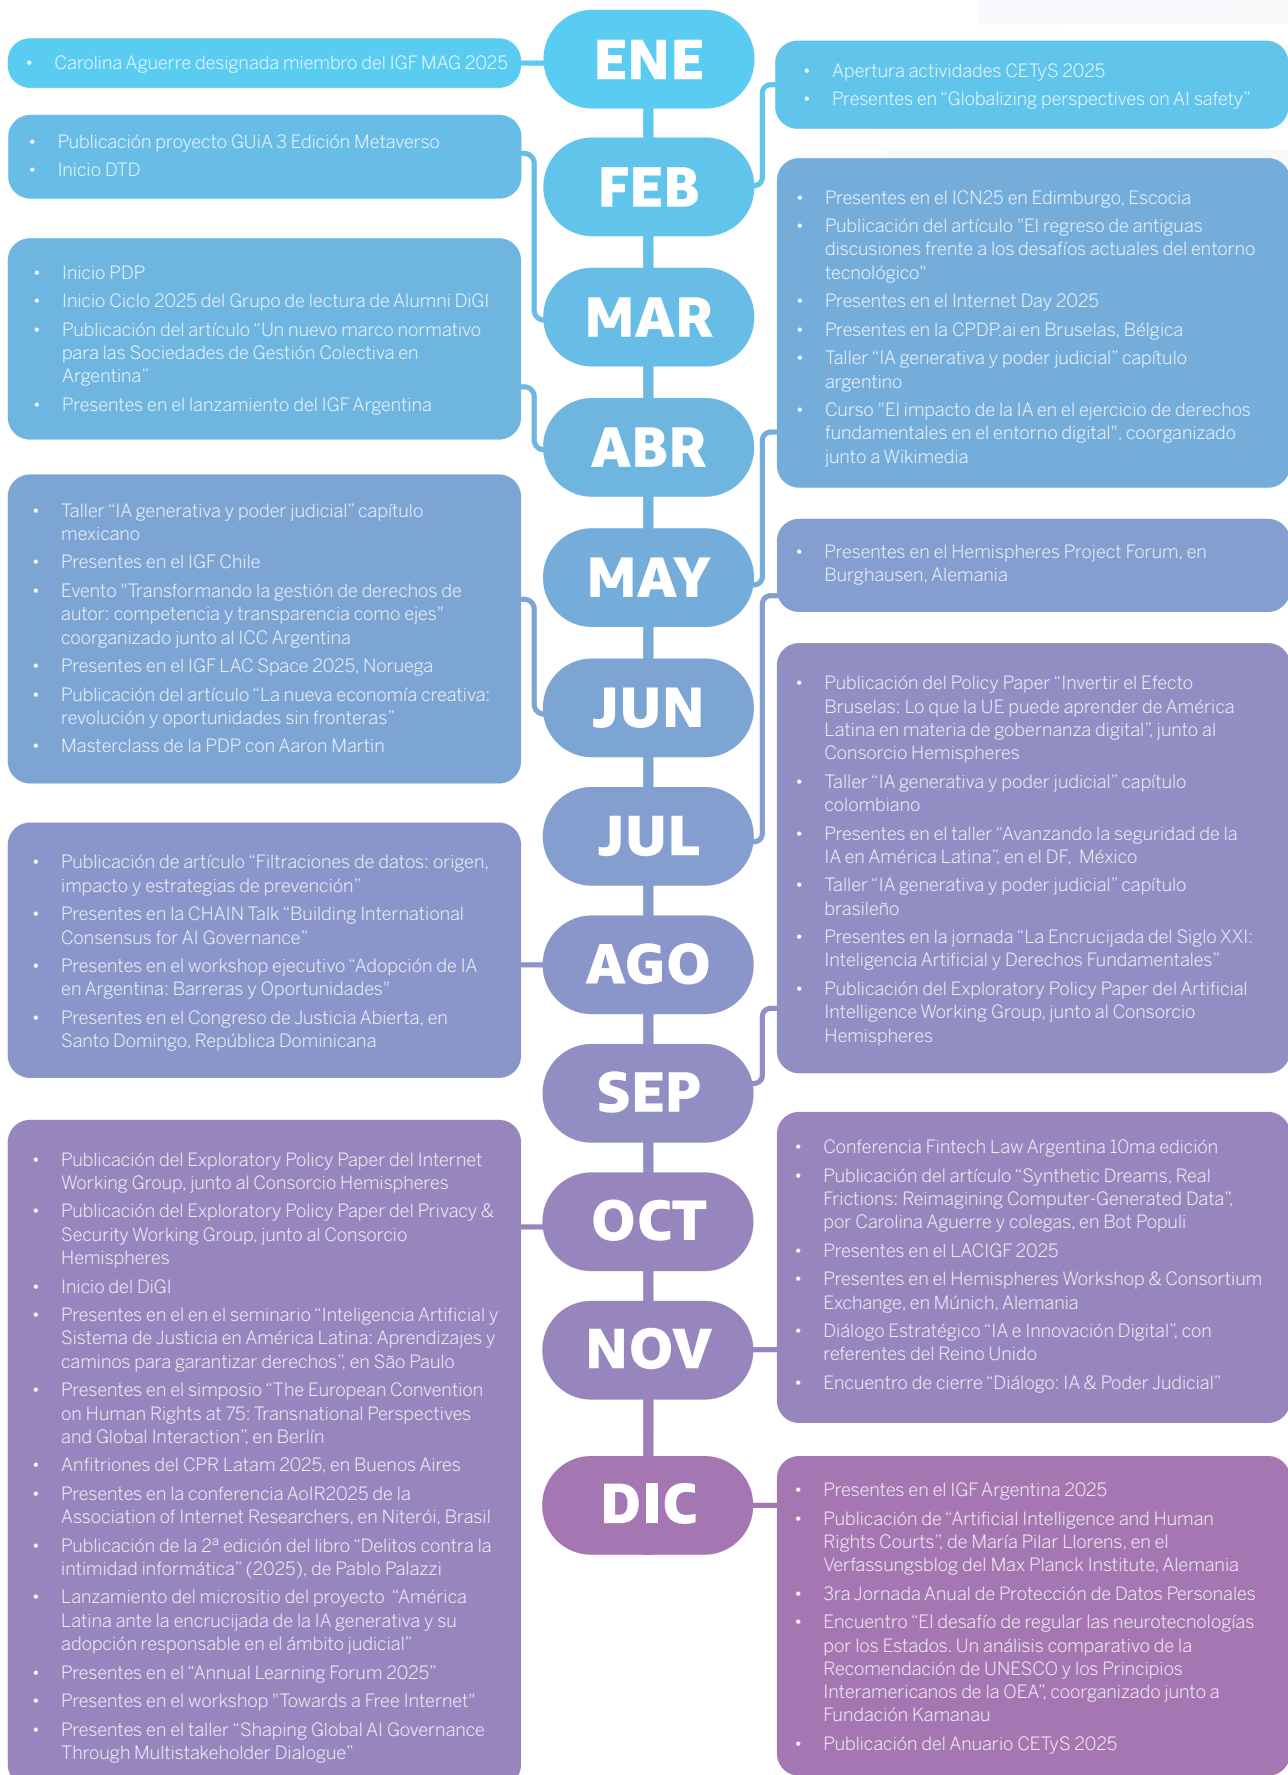 ENE
• Carolina Aguerre designada miembro del IGF MAG 2025
FEB
• Apertura actividades CETyS 2025
• Presentes en “Globalizing perspectives on AI safety”
MAR
• Publicación proyecto GUiA 3 Edición Metaverso
• Inicio DTD
ABR
• Inicio PDP
• Inicio Ciclo 2025 del Grupo de lectura de Alumni DiGI
• Publicación del artículo “Un nuevo marco normativo
para las Sociedades de Gestión Colectiva en
Argentina”
• Presentes en el lanzamiento del IGF Argentina
MAY
• Presentes en el ICN25 en Edimburgo, Escocia
• Publicación del artículo "El regreso de antiguas
discusiones frente a los desafíos actuales del entorno
tecnológico"
• Presentes en el Internet Day 2025
• Presentes en la CPDP.ai en Bruselas, Bélgica
• Taller “IA generativa y poder judicial” capítulo
argentino
• Curso "El impacto de la IA en el ejercicio de derechos
fundamentales en el entorno digital", coorganizado
junto a Wikimedia
JUN
• Taller “IA generativa y poder judicial” capítulo
mexicano
• Presentes en el IGF Chile
• Evento "Transformando la gestión de derechos de
autor: competencia y transparencia como ejes"
coorganizado junto al ICC Argentina
• Presentes en el IGF LAC Space 2025, Noruega
• Publicación del artículo “La nueva economía creativa:
revolución y oportunidades sin fronteras”
• Masterclass de la PDP con Aaron Martin
JUL
• Presentes en el Hemispheres Project Forum, en
Burghausen, Alemania
AGO
• Publicación de artículo “Filtraciones de datos: origen,
impacto y estrategias de prevención”
• Presentes en la CHAIN Talk “Building International
Consensus for AI Governance”
• Presentes en el workshop ejecutivo “Adopción de IA
en Argentina: Barreras y Oportunidades"
• Presentes en el Congreso de Justicia Abierta, en
Santo Domingo, República Dominicana
SEP
• Publicación del Policy Paper “Invertir el Efecto
Bruselas: Lo que la UE puede aprender de América
Latina en materia de gobernanza digital”, junto al
Consorcio Hemispheres
• Taller “IA generativa y poder judicial” capítulo
colombiano
• Presentes en el taller “Avanzando la seguridad de la
IA en América Latina”, en el DF, México
• Taller “IA generativa y poder judicial” capítulo
brasileño
• Presentes en la jornada “La Encrucijada del Siglo XXI:
Inteligencia Artificial y Derechos Fundamentales”
• Publicación del Exploratory Policy Paper del Artificial
Intelligence Working Group, junto al Consorcio
Hemispheres
OCT
• Publicación del Exploratory Policy Paper del Internet
Working Group, junto al Consorcio Hemispheres
• Publicación del Exploratory Policy Paper del Privacy &
Security Working Group, junto al Consorcio
Hemispheres
• Inicio del DiGI
• Presentes en el en el seminario “Inteligencia Artificial y
Sistema de Justicia en América Latina: Aprendizajes y
caminos para garantizar derechos”, en São Paulo
• Presentes en el simposio “The European Convention
on Human Rights at 75: Transnational Perspectives
and Global Interaction”, en Berlín
• Anfitriones del CPR Latam 2025, en Buenos Aires
• Presentes en la conferencia AoIR2025 de la
Association of Internet Researchers, en Niterói, Brasil
• Publicación de la 2ª edición del libro “Delitos contra la
intimidad informática” (2025), de Pablo Palazzi
• Lanzamiento del micrositio del proyecto “América
Latina ante la encrucijada de la IA generativa y su
adopción responsable en el ámbito judicial”
• Presentes en el “Annual Learning Forum 2025”
• Presentes en el workshop "Towards a Free Internet"
• Presentes en el taller “Shaping Global AI Governance
Through Multistakeholder Dialogue”
NOV
• Conferencia Fintech Law Argentina 10ma edición
• Publicación del artículo “Synthetic Dreams, Real
Frictions: Reimagining Computer-Generated Data”,
por Carolina Aguerre y colegas, en Bot Populi
• Presentes en el LACIGF 2025
• Presentes en el Hemispheres Workshop & Consortium
Exchange, en Múnich, Alemania
• Diálogo Estratégico “IA e Innovación Digital”, con
referentes del Reino Unido
• Encuentro de cierre “Diálogo: IA & Poder Judicial”
DIC
• Presentes en el IGF Argentina 2025
• Publicación de “Artificial Intelligence and Human
Rights Courts”, de María Pilar Llorens, en el
Verfassungsblog del Max Planck Institute, Alemania
• 3ra Jornada Anual de Protección de Datos Personales
• Encuentro “El desafío de regular las neurotecnologías
por los Estados. Un análisis comparativo de la
Recomendación de UNESCO y los Principios
Interamericanos de la OEA”, coorganizado junto a
Fundación Kamanau
• Publicación del Anuario CETyS 2025